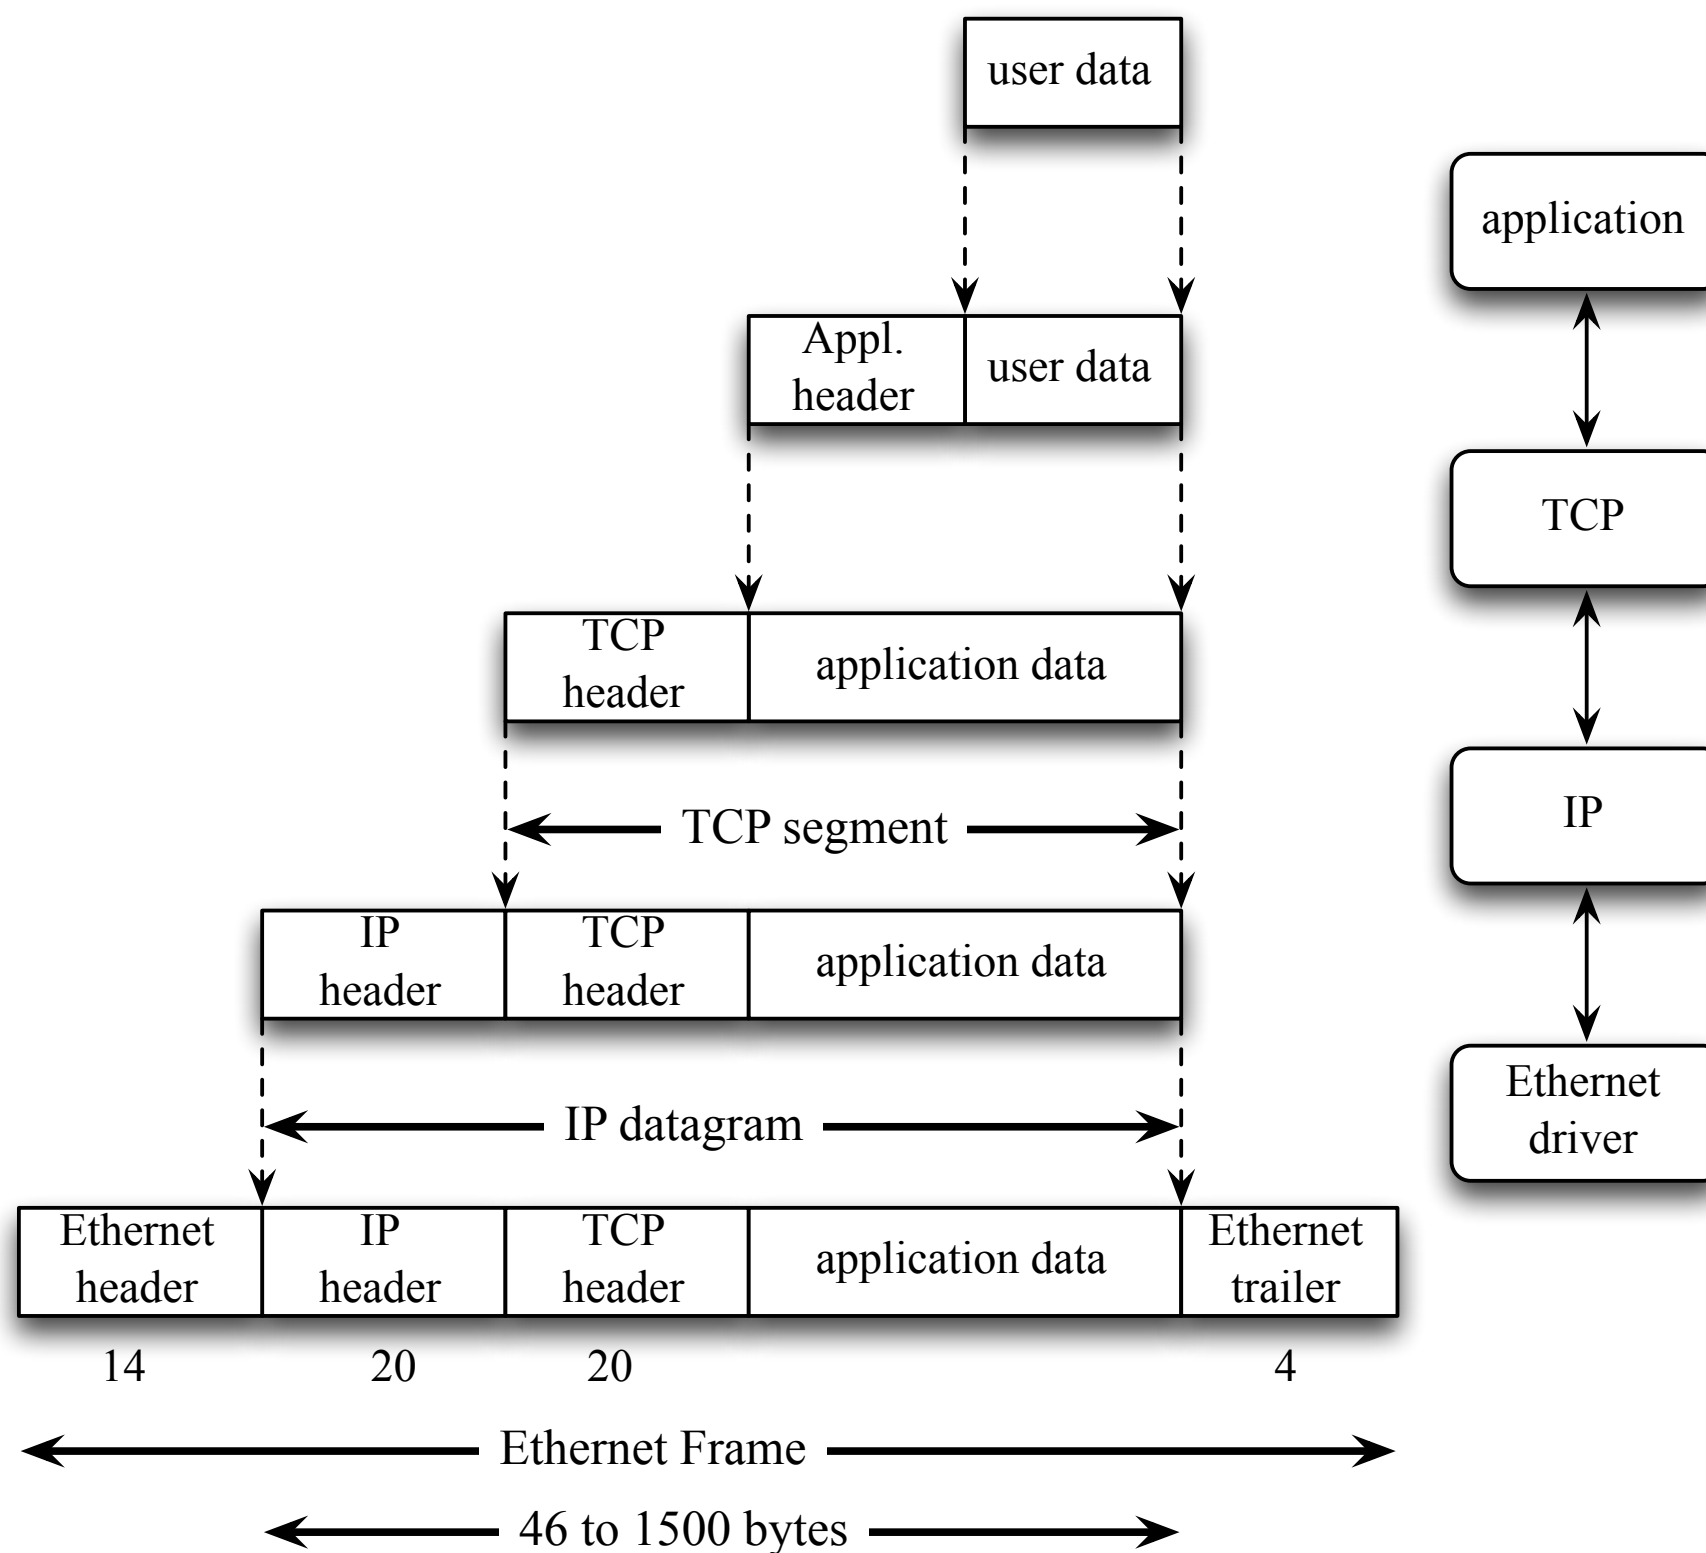 user data
application
Appl.
header
user data
TCP
TCP
header
application data
IP
TCP segment
IP
header
TCP
header
application data
Ethernet
driver
IP datagram
Ethernet
header
IP
header
TCP
header
application data
Ethernet
trailer
14
20
20
4
Ethernet Frame
46 to 1500 bytes